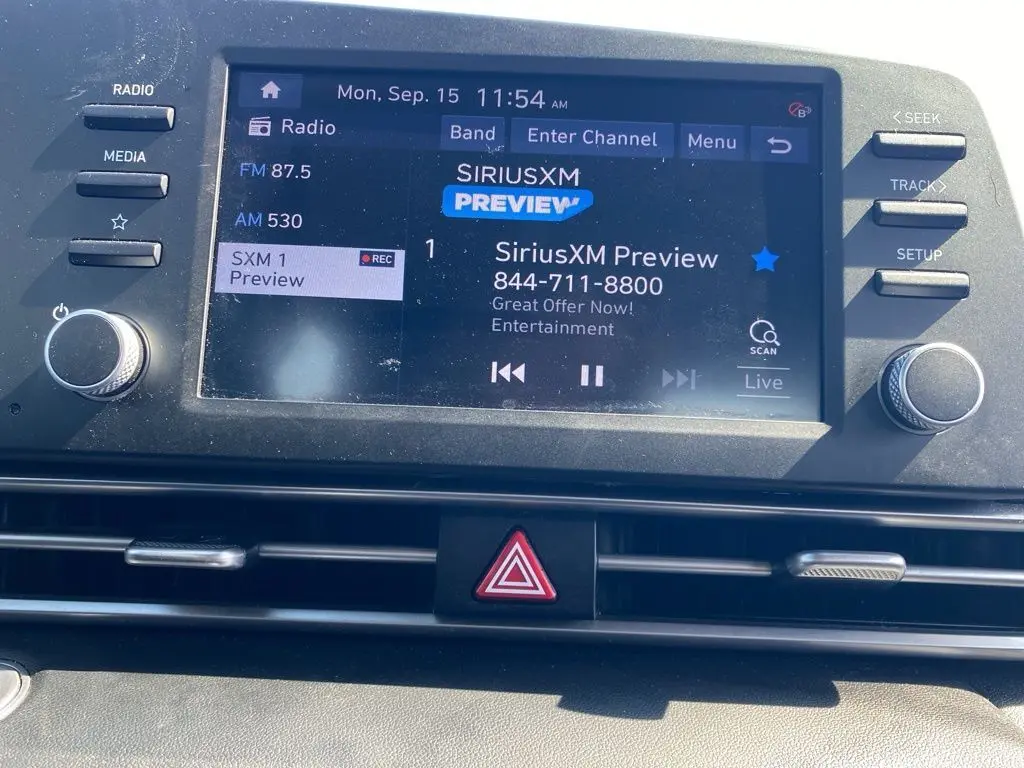 RADIO
MEDIA
Mon, Sep. 15 11:54 AM
B
Radio
Band
Enter Channel
Menu
FM 87.5
AM 530
SXM 1
REC
Preview
SIRIUSXM
PREVIEW
1
SiriusXM Preview
844-711-8800
Great Offer Now!
Entertainment
SCAN
Live
< SEEK
TRACK >
SETUP